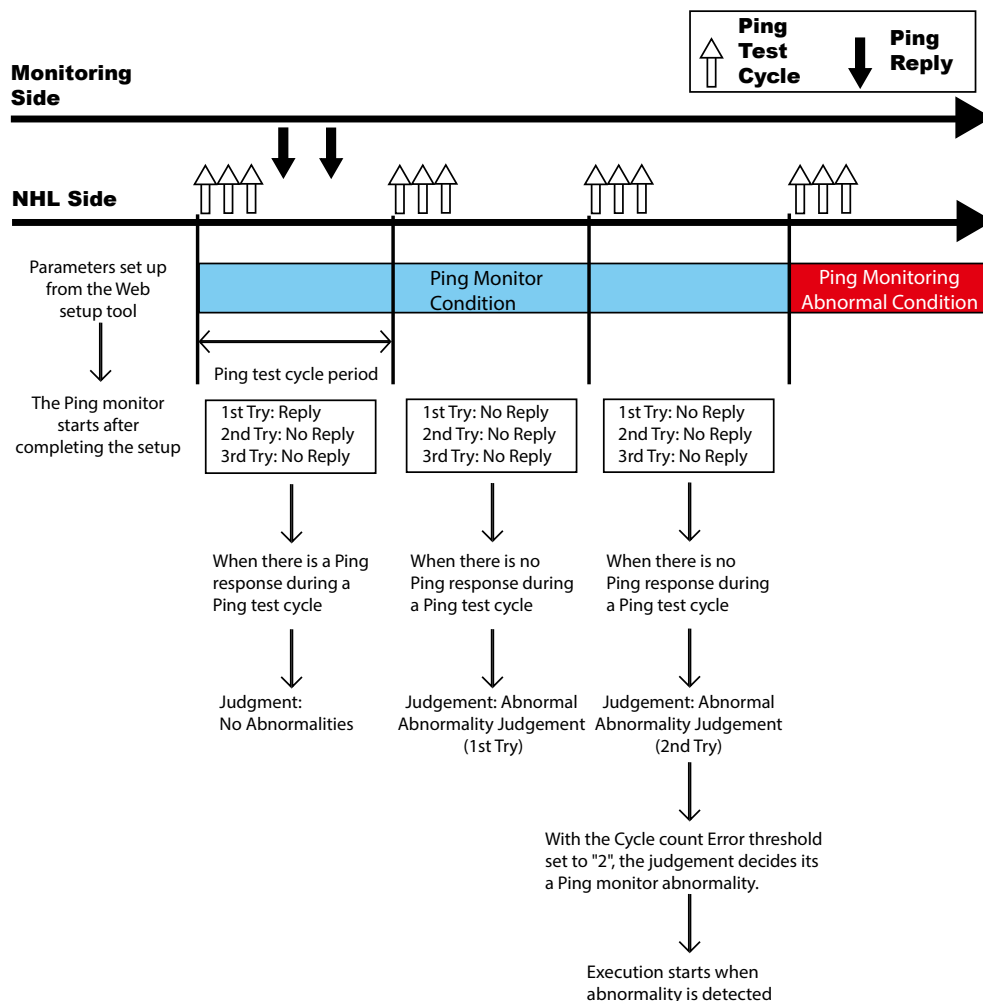 Ping
Test
Cycle
Ping
Reply
Monitoring
Side
NHL Side
Parameters set up
from the Web
setup tool
The Ping monitor
starts after
completing the setup
Ping Monitor
Condition
Ping Monitoring
Abnormal Condition
Ping test cycle period
1st Try: Reply
2nd Try: No Reply
3rd Try: No Reply
1st Try: No Reply
2nd Try: No Reply
3rd Try: No Reply
1st Try: No Reply
2nd Try: No Reply
3rd Try: No Reply
When there is a Ping
response during a
Ping test cycle
When there is no
Ping response during
a Ping test cycle
When there is no
Ping response during
a Ping test cycle
Judgment:
No Abnormalities
Judgement: Abnormal
Abnormality Judgement
(1st Try)
Judgement: Abnormal
Abnormality Judgement
(2nd Try)
With the Cycle count Error threshold
set to "2", the judgement decides its
a Ping monitor abnormality.
Execution starts when
abnormality is detected